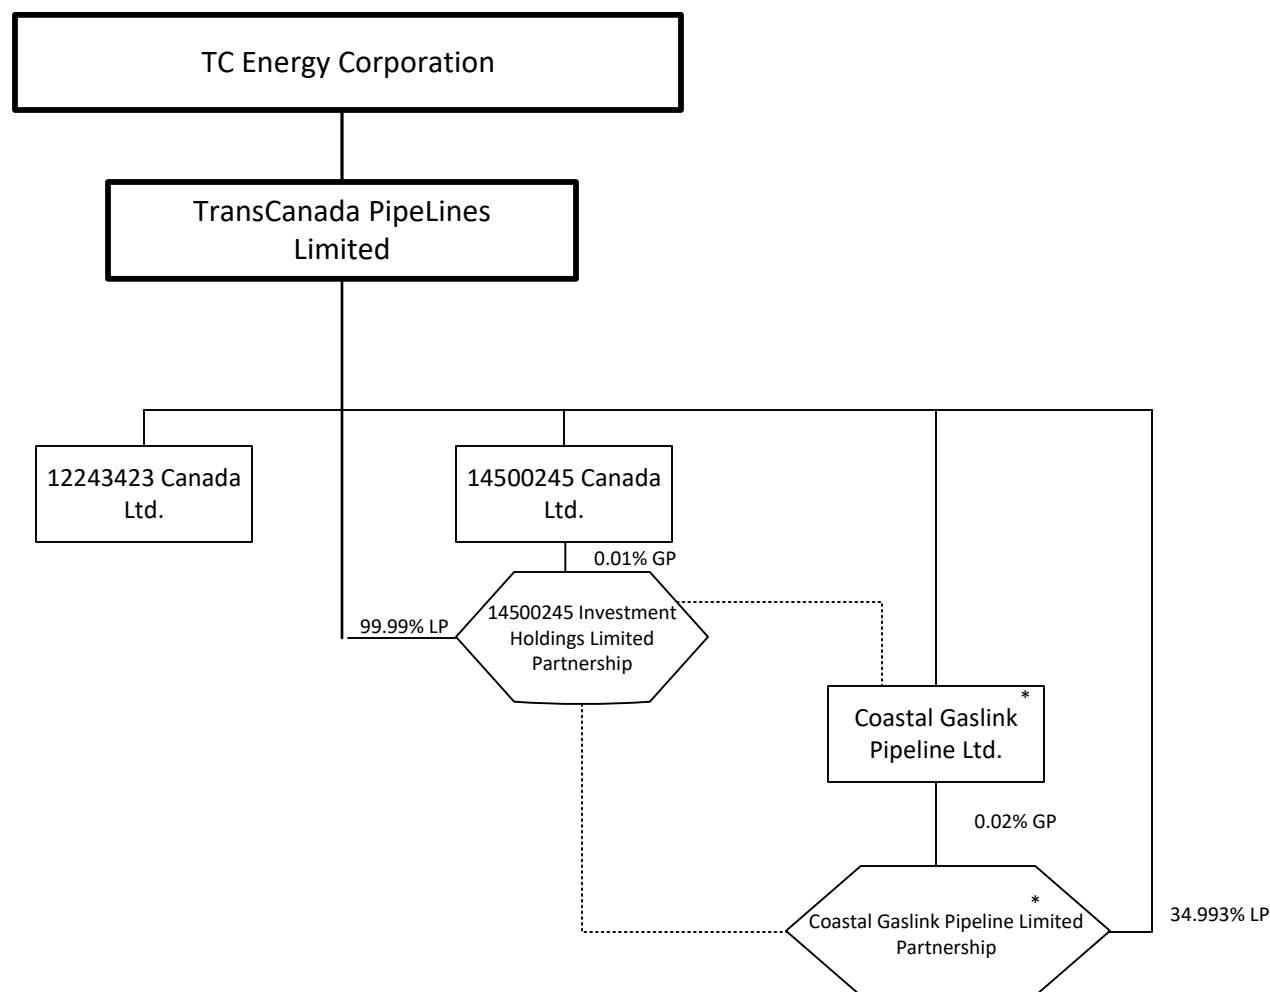 TC Energy Corporation
TransCanada PipeLines
Limited
12243423 Canada
Ltd.
14500245 Canada
Ltd.
0.01% GP
14500245 Investment
Holdings Limited
Partnership
99.99% LP
*
Coastal Gaslink
Pipeline Ltd.
0.02% GP
*
Coastal Gaslink Pipeline Limited
Partnership
34.993% LP